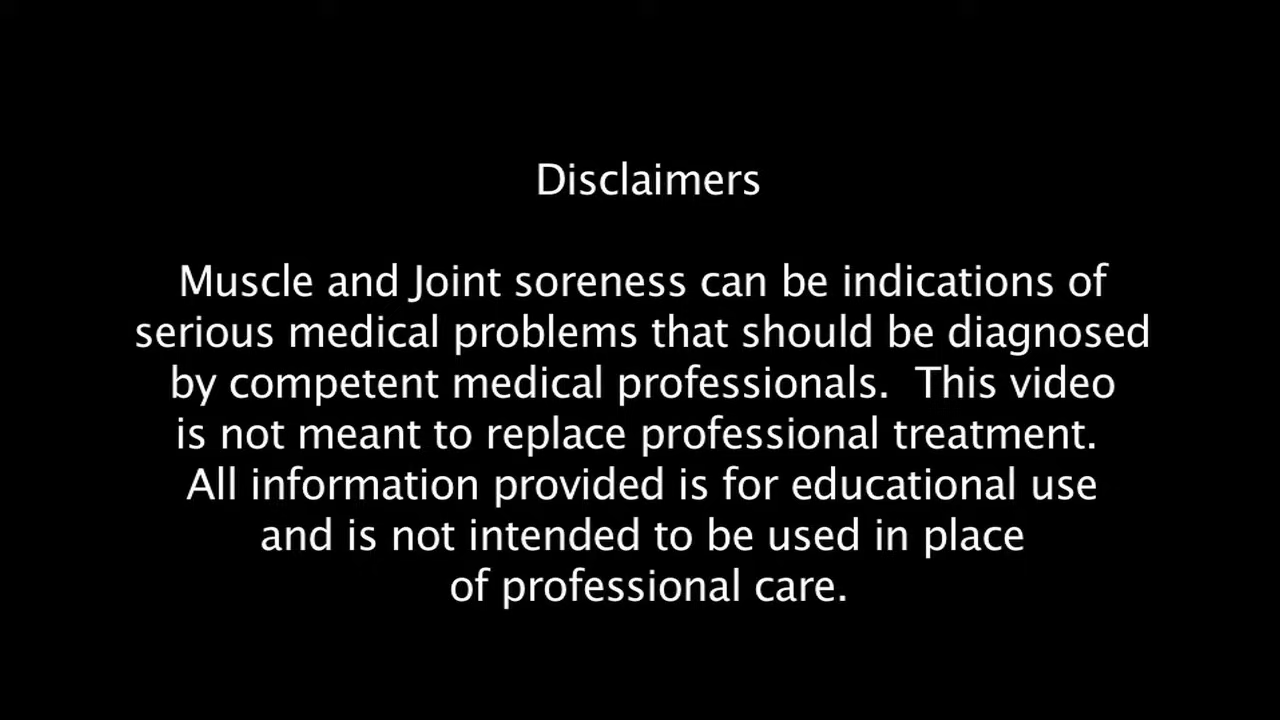 Disclaimers
Muscle and Joint soreness can be indications of
serious medical problems that should be diagnosed
by competent medical professionals.  This video
is not meant to replace professional treatment.
All information provided is for educational use
and is not intended to be used in place
of professional care.